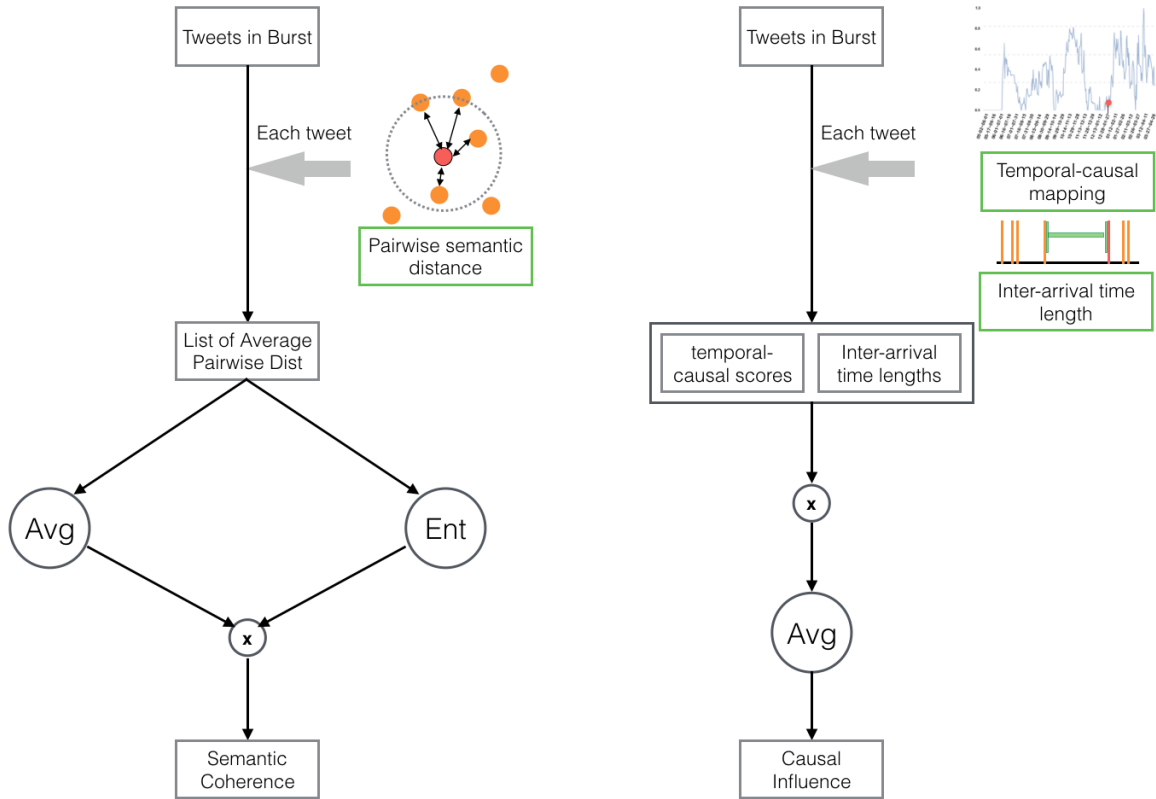 Tweets in Burst
Each tweet
Pairwise semantic
distance
List of Average
Pairwise Dist
Avg
Ent
x
Semantic
Coherence
Tweets in Burst
1.0
Each tweet
Temporal-causal
mapping
Inter-arrival time
length
temporal-
causal scores
Inter-arrival
time lengths
x
Avg
Causal
Influence